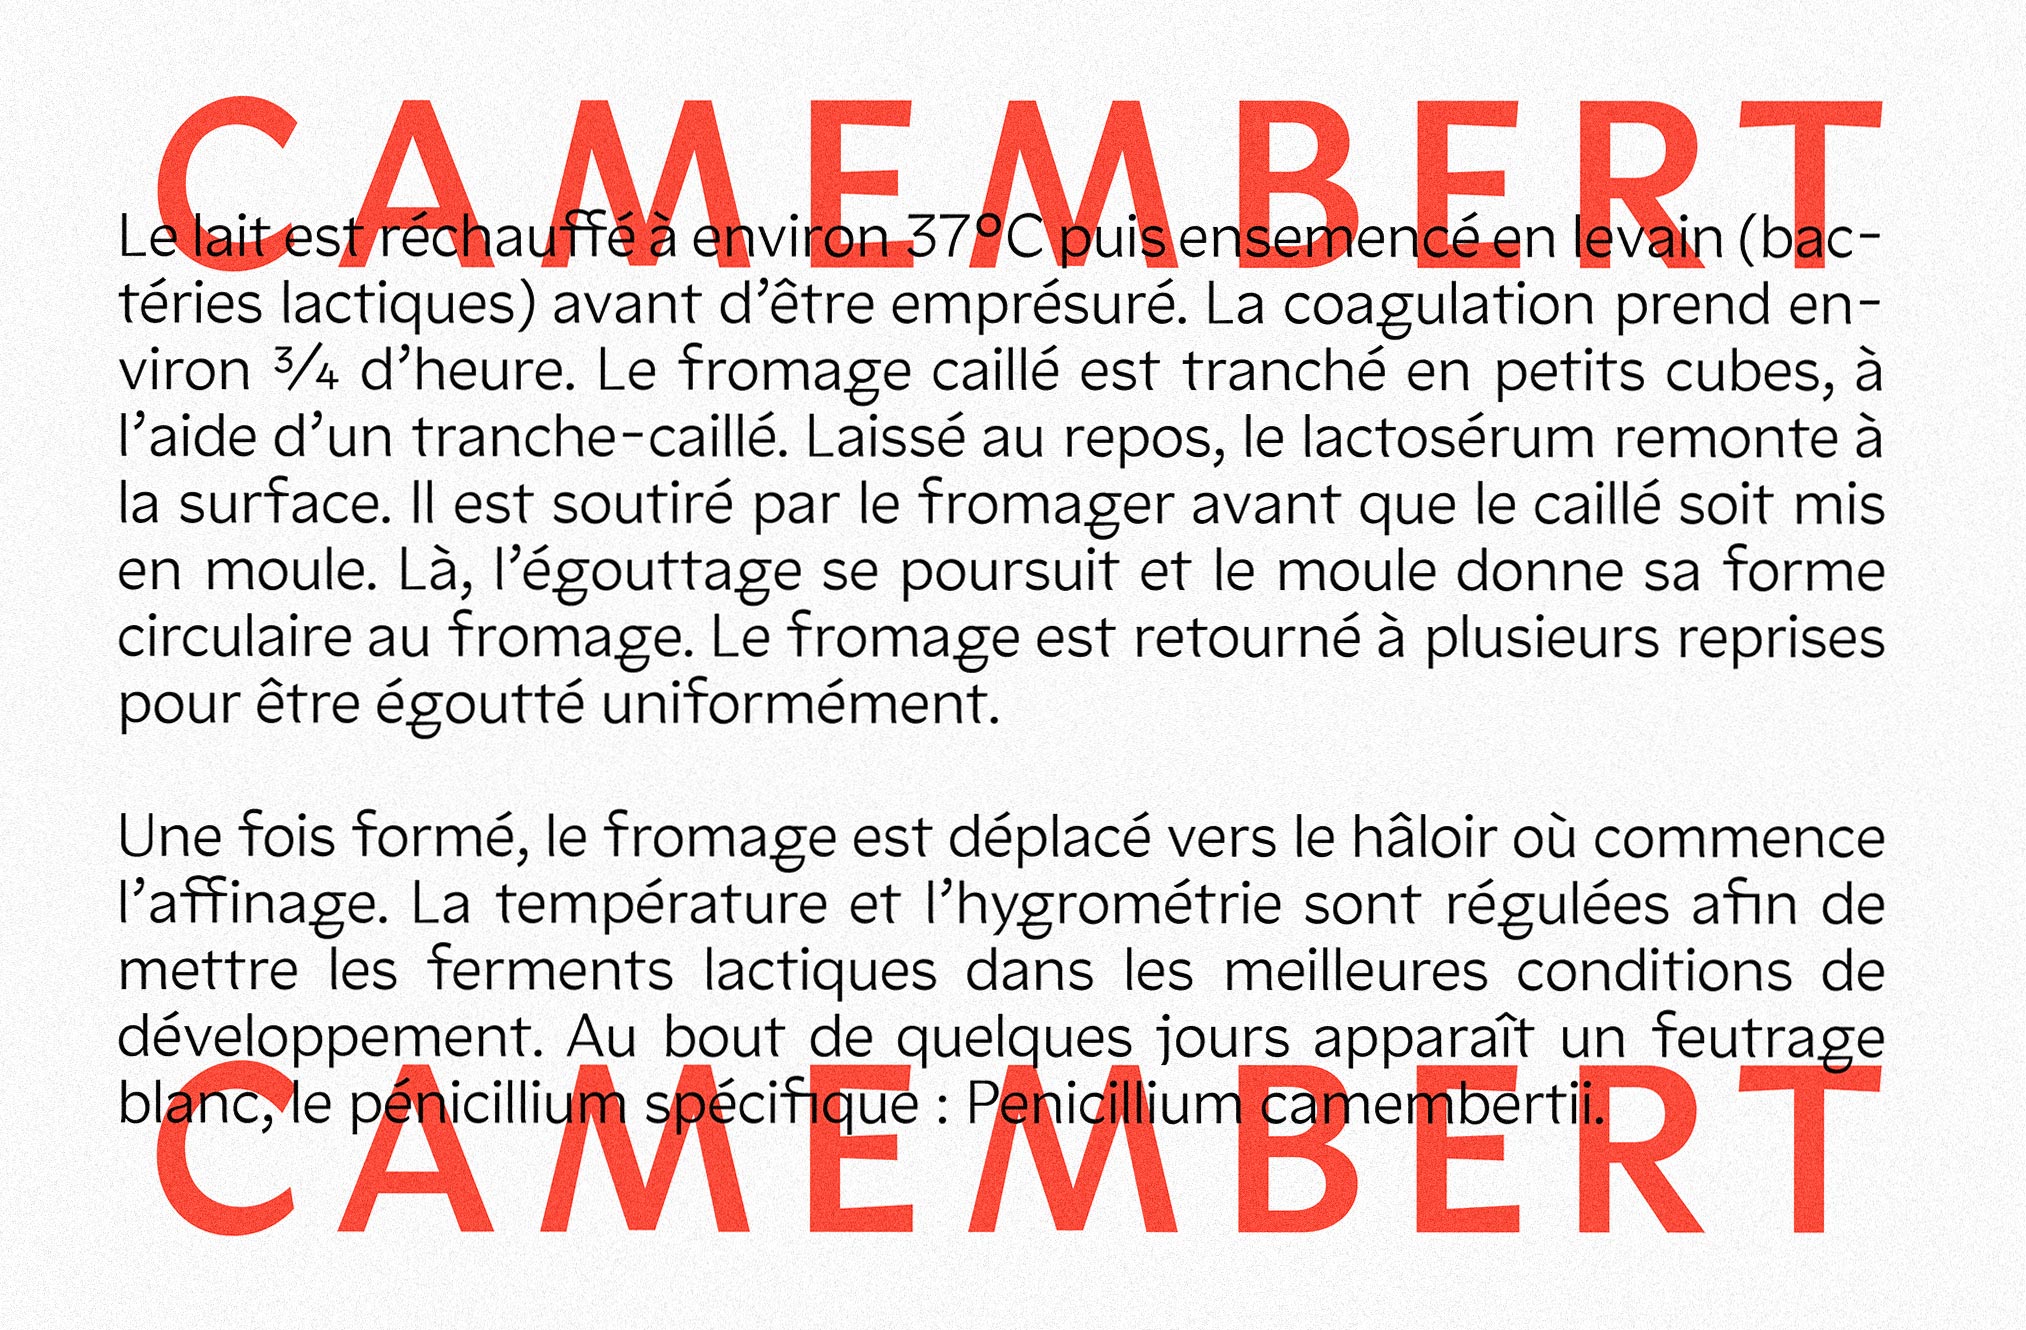 CAMEMBERT
Le lait est réchauffé à environ 37°C puis ensemencé en levain (bac-
téries lactiques) avant d’être emprésuré. La coagulation prend en-
viron ¾ d’heure. Le fromage caillé est tranché en petits cubes, à
l’aide d’un tranche-caillé. Laissé au repos, le lactosérum remonte à
la surface. Il est soutiré par le fromager avant que le caillé soit mis
en moule. Là, l’égouttage se poursuit et le moule donne sa forme
circulaire au fromage. Le fromage est retourné à plusieurs reprises
pour être égoutté uniformément.
Une fois formé, le fromage est déplacé vers le hâloir où commence
l’affinage. La température et l’hygrométrie sont régulées afin de
mettre les ferments lactiques dans les meilleures conditions de
développement. Au bout de quelques jours apparaît un feutrage
blanc, le pénicillium spécifique : Penicillium camembertii.
CAMEMBERT